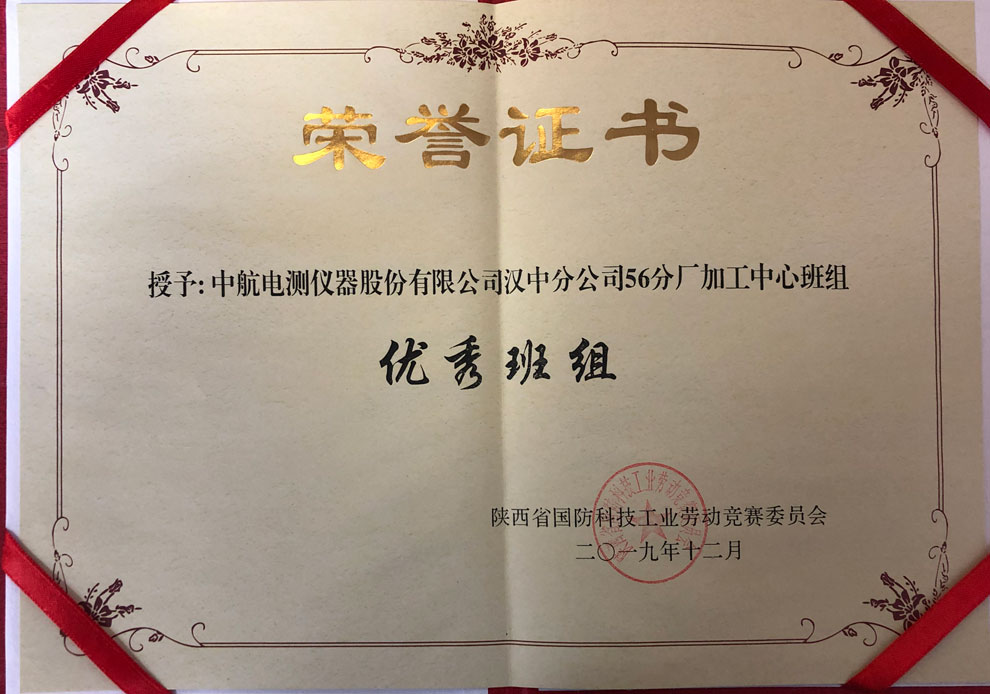 荣誉证书
授予:中航电测仪器股份有限公司汉中分公司56分厂加工中心班组
优秀班组
陕西省国防科技工业劳动竞赛委员会
二〇一九年十二月